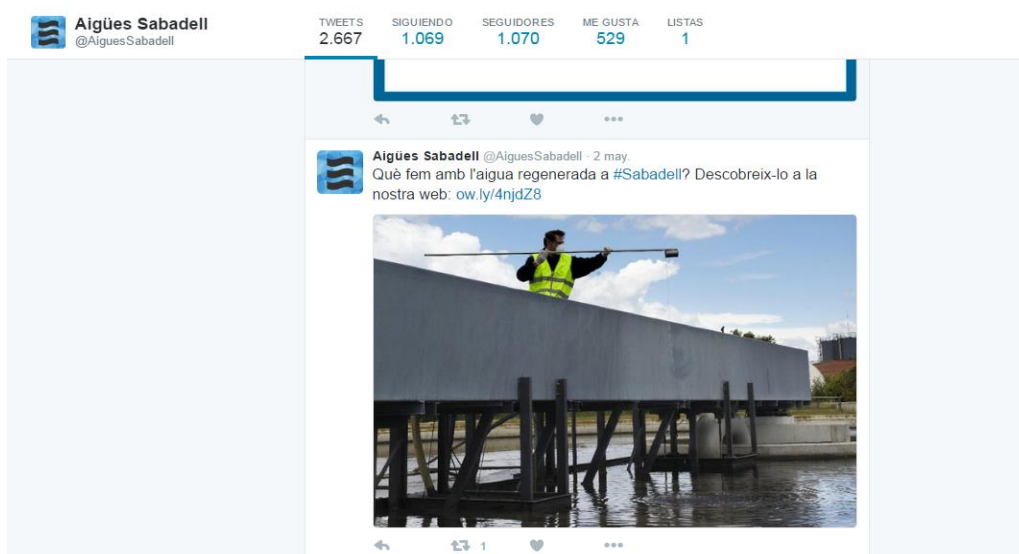 Aigües Sabadell
@AiguesSabadell
TWEETS SIGUIENDO SEGUIDORES ME GUSTA LISTAS
2.667 1.069 1.070 529 1
Aigües Sabadell @AiguesSabadell · 2 may.
Què fem amb l'aigua regenerada a #Sabadell? Descobreix-lo a la
nostra web: ow.ly/4njdZ8
1